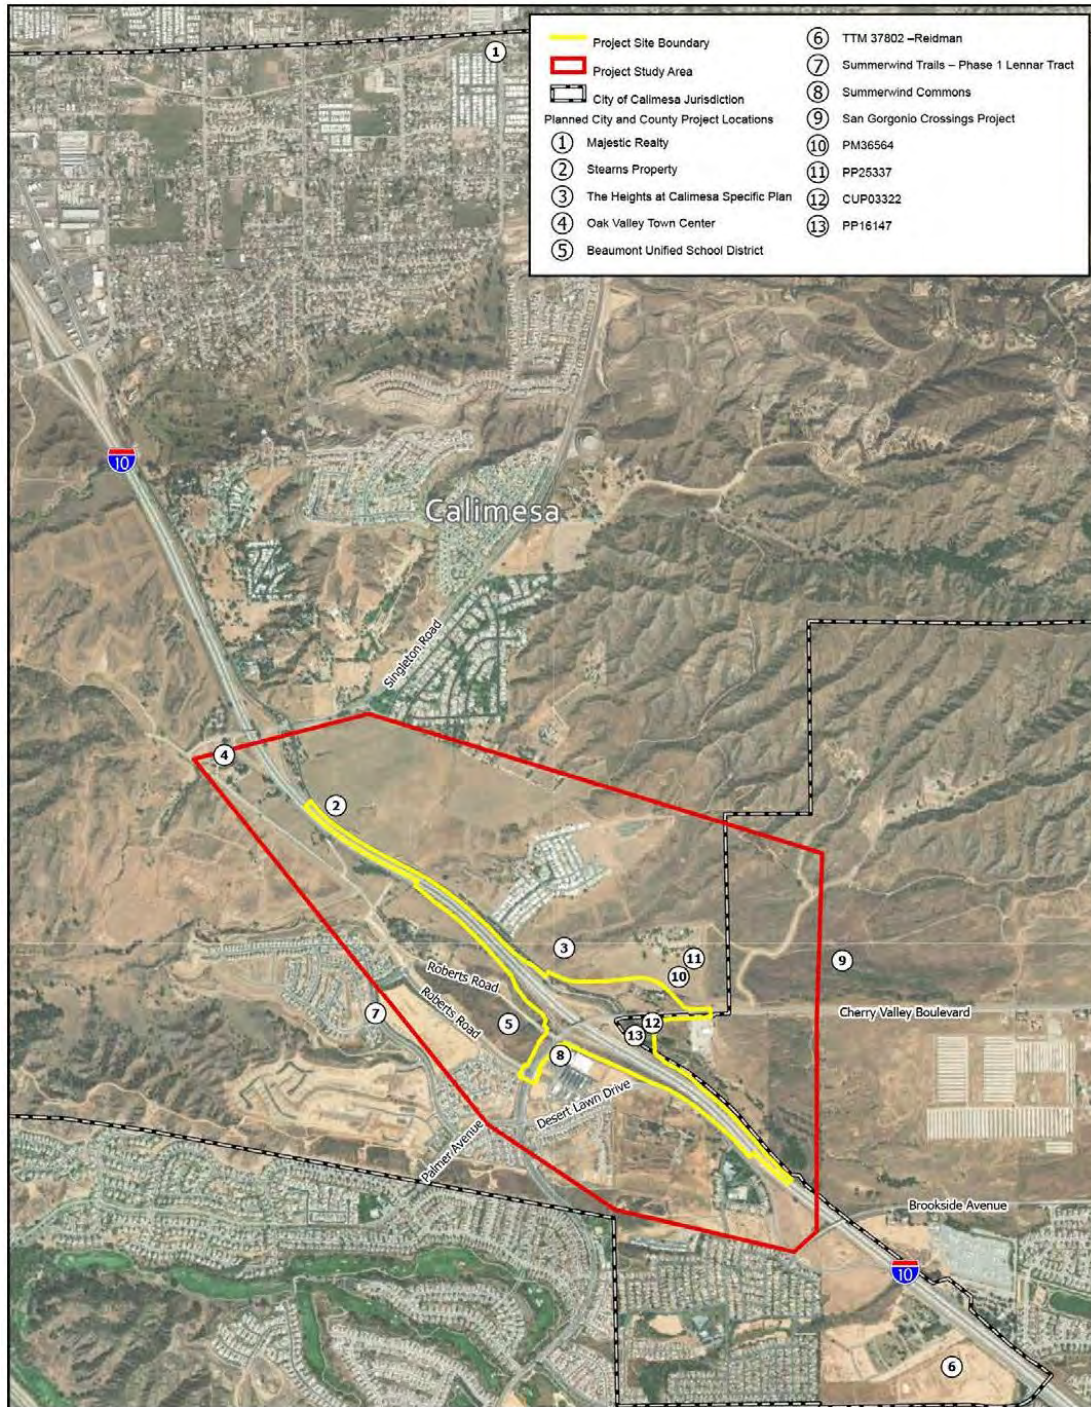 Project Site Boundary
Project Study Area
City of Calimesa Jurisdiction
Planned City and County Project Locations
1 Majestic Realty
2 Stearns Property
3 The Heights at Calimesa Specific Plan
4 Oak Valley Town Center
5 Beaumont Unified School District
6 TTM 37802 –Reidman
7 Summerwind Trails – Phase 1 Lennar Tract
8 Summerwind Commons
9 San Gorgonio Crossings Project
10 PM36564
11 PP25337
12 CUP03322
13 PP16147
1
10
Calimesa
Singleton Road
4
2
3
11
10
9
Roberts Road
Roberts Road
7
5
12
13
Cherry Valley Boulevard
8
Desert Lawn Drive
Palmer Avenue
Brookside Avenue
10
6